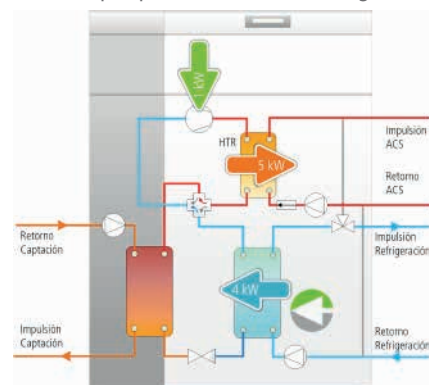 1 kW
HTR
5 kW
Impulsión
ACS
Retorno
ACS
Retorno
Captación
Impulsión
Refrigeración
4 kW
Impulsión
Captación
Retorno
Refrigeración